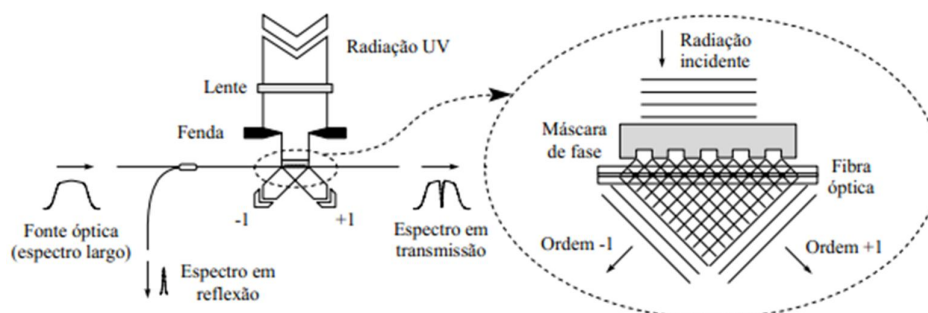 Radiação UV
Lente
Fenda
-1
+1
Fonte óptica
(espectro largo)
Espectro em
reflexão
Espectro em
transmissão
Radiação
incidente
Máscara
de fase
Fibra
óptica
Ordem -1
Ordem +1